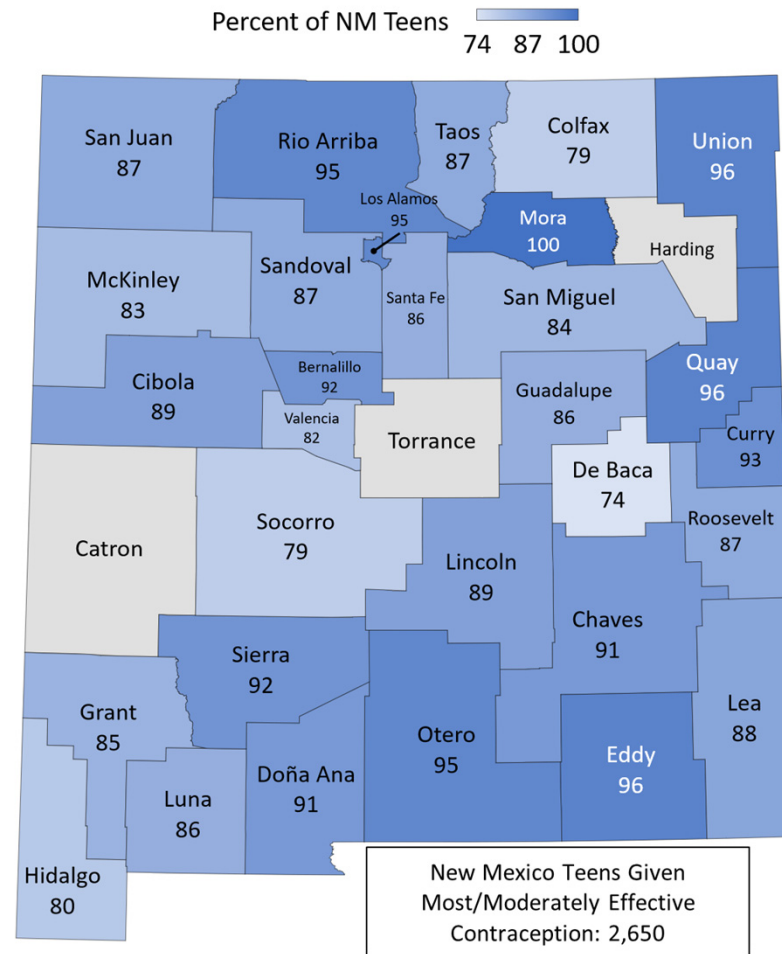 Percent of NM Teens
74 87 100
San Juan
87
Rio Arriba
95
Taos
87
Colfax
79
Union
96
Los Alamos
95
Mora
100
Harding
McKinley
83
Sandoval
87
Santa Fe
86
San Miguel
84
Cibola
89
Bernalillo
92
Valencia
82
Torrance
Guadalupe
86
Quay
96
Curry
93
De Baca
74
Roosevelt
87
Catron
Socorro
79
Lincoln
89
Chaves
91
Sierra
92
Grant
85
Otero
95
Eddy
96
Lea
88
Doña Ana
91
Luna
86
Hidalgo
80
New Mexico Teens Given
Most/Moderately Effective
Contraception: 2,650